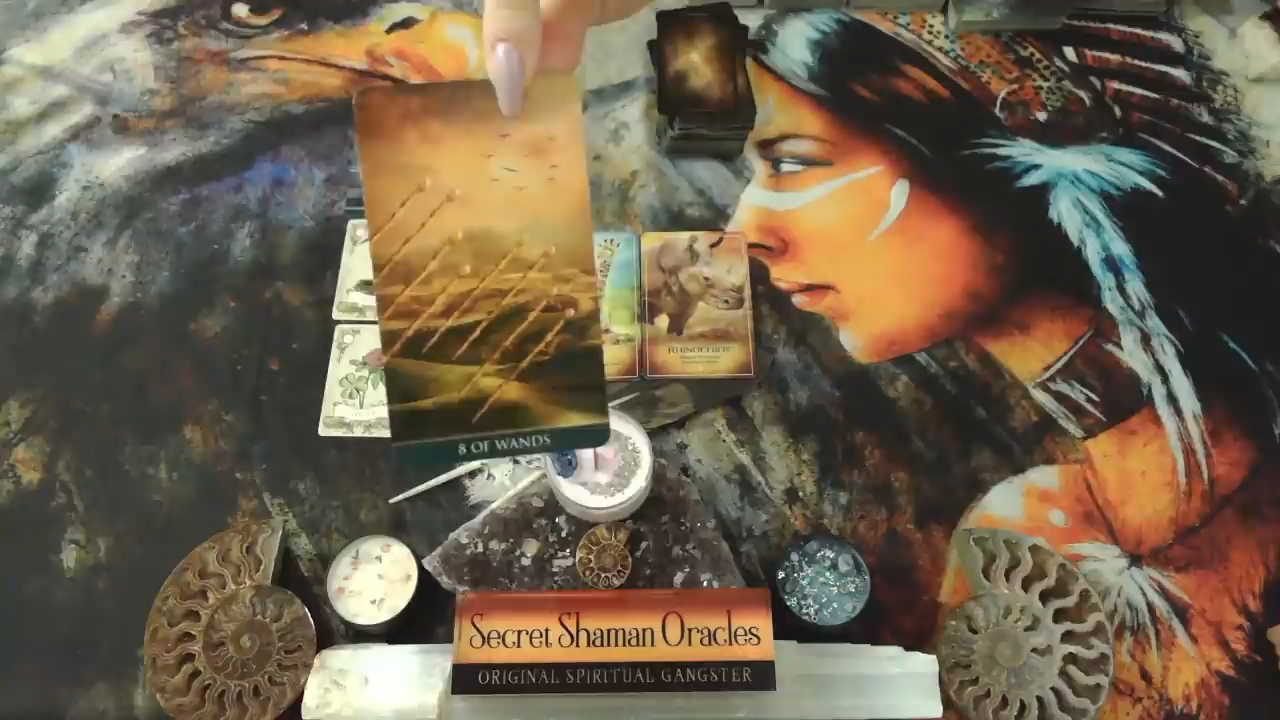 RHINOCEROS
8 OF WANDS
Secret Shaman Oracles
ORIGINAL SPIRITUAL GANGSTER